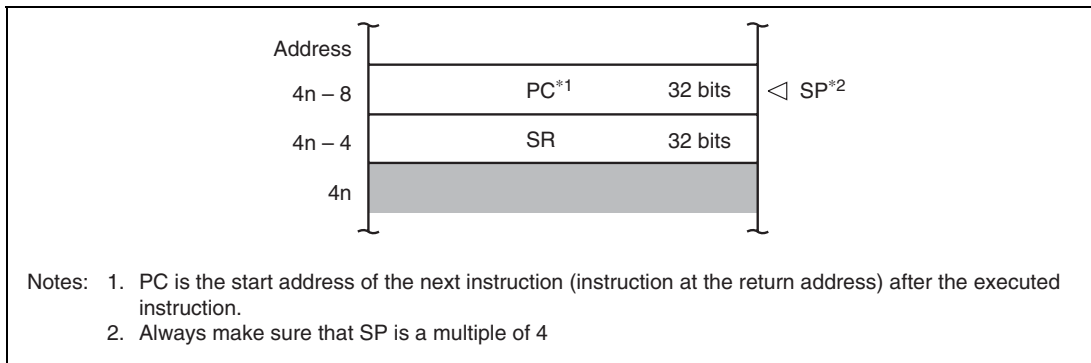 Address
4n – 8 PC*1 32 bits ◁ SP*2
4n – 4 SR 32 bits
4n
Notes: 1. PC is the start address of the next instruction (instruction at the return address) after the executed
instruction.
2. Always make sure that SP is a multiple of 4